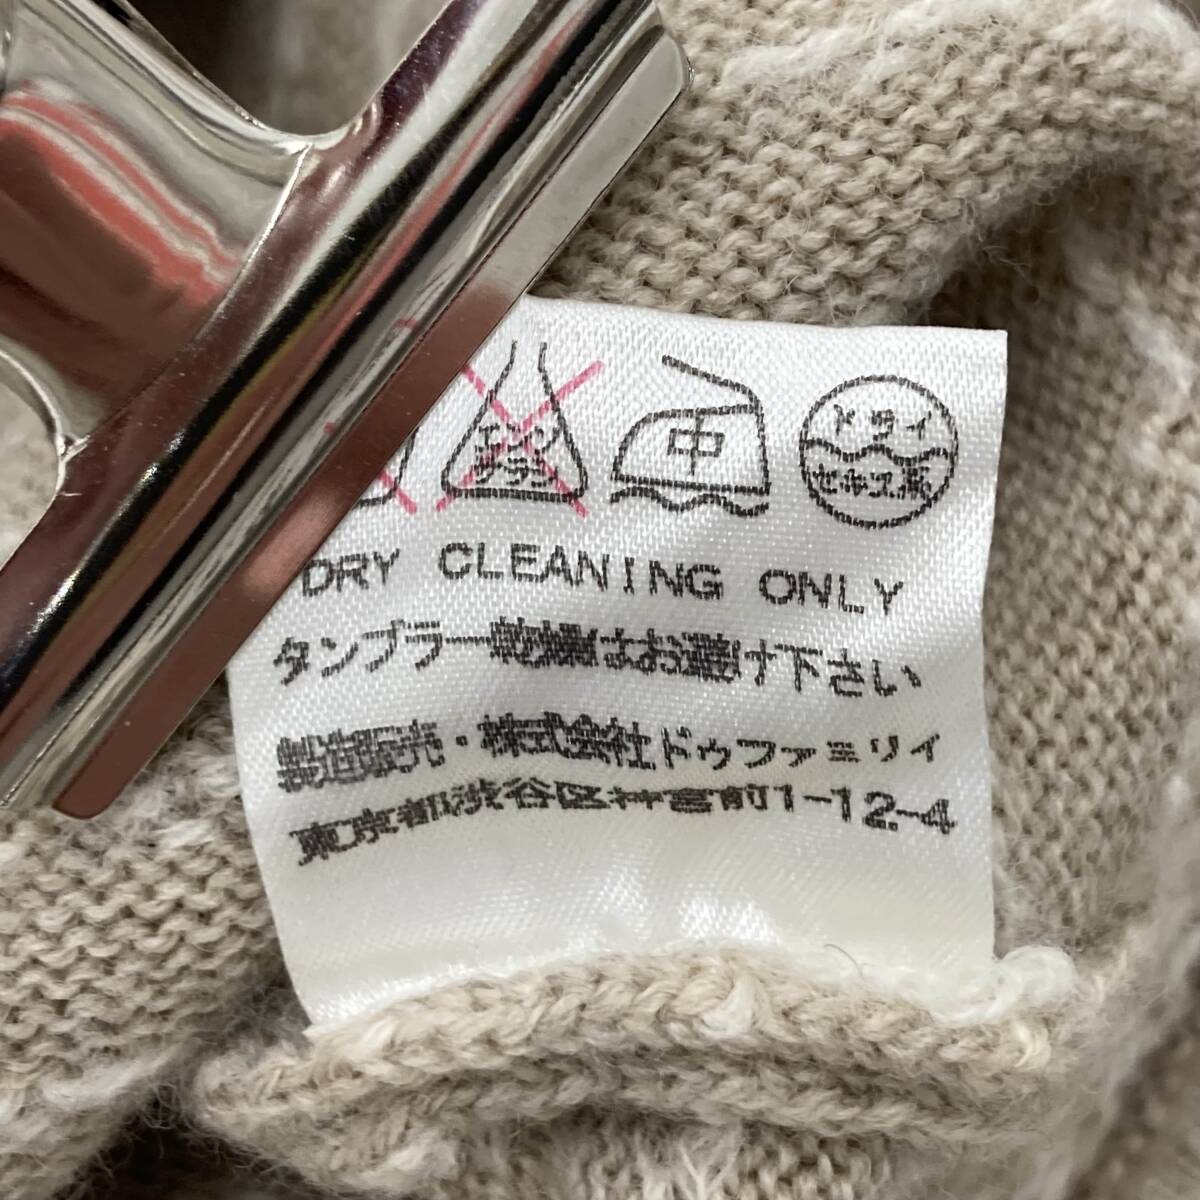 エンソ
サラシ
中
ドライ
セキユ系
DRY CLEANING ONLY
タンブラー乾燥はお避け下さい
製造販売・株式会社ドゥファミリィ
東京都渋谷区神宮前1-12-4